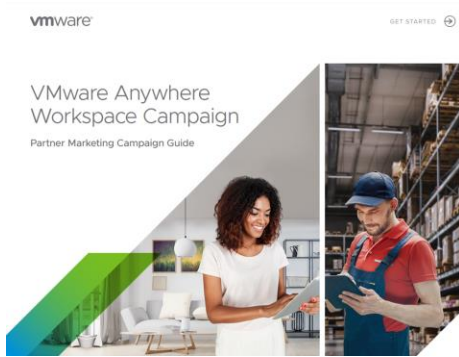 vmware
GET STARTED
VMware Anywhere
Workspace Campaign
Partner Marketing Campaign Guide